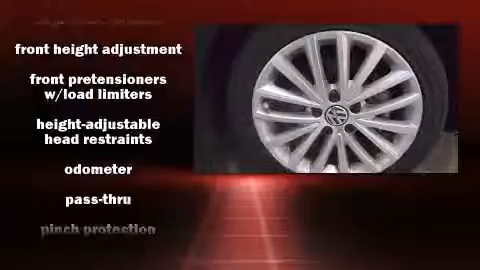 front height adjustment
front pretensioners
w/load limiters
height-adjustable
head restraints
odometer
pass-thru
pinch protection